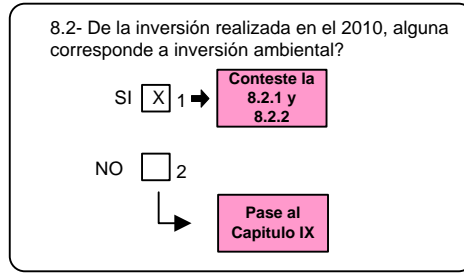 8.2- De la inversión realizada en el 2010, alguna
corresponde a inversión ambiental?
SI X 1
Conteste la
8.2.1 y
8.2.2
NO 2
Pase al
Capitulo IX